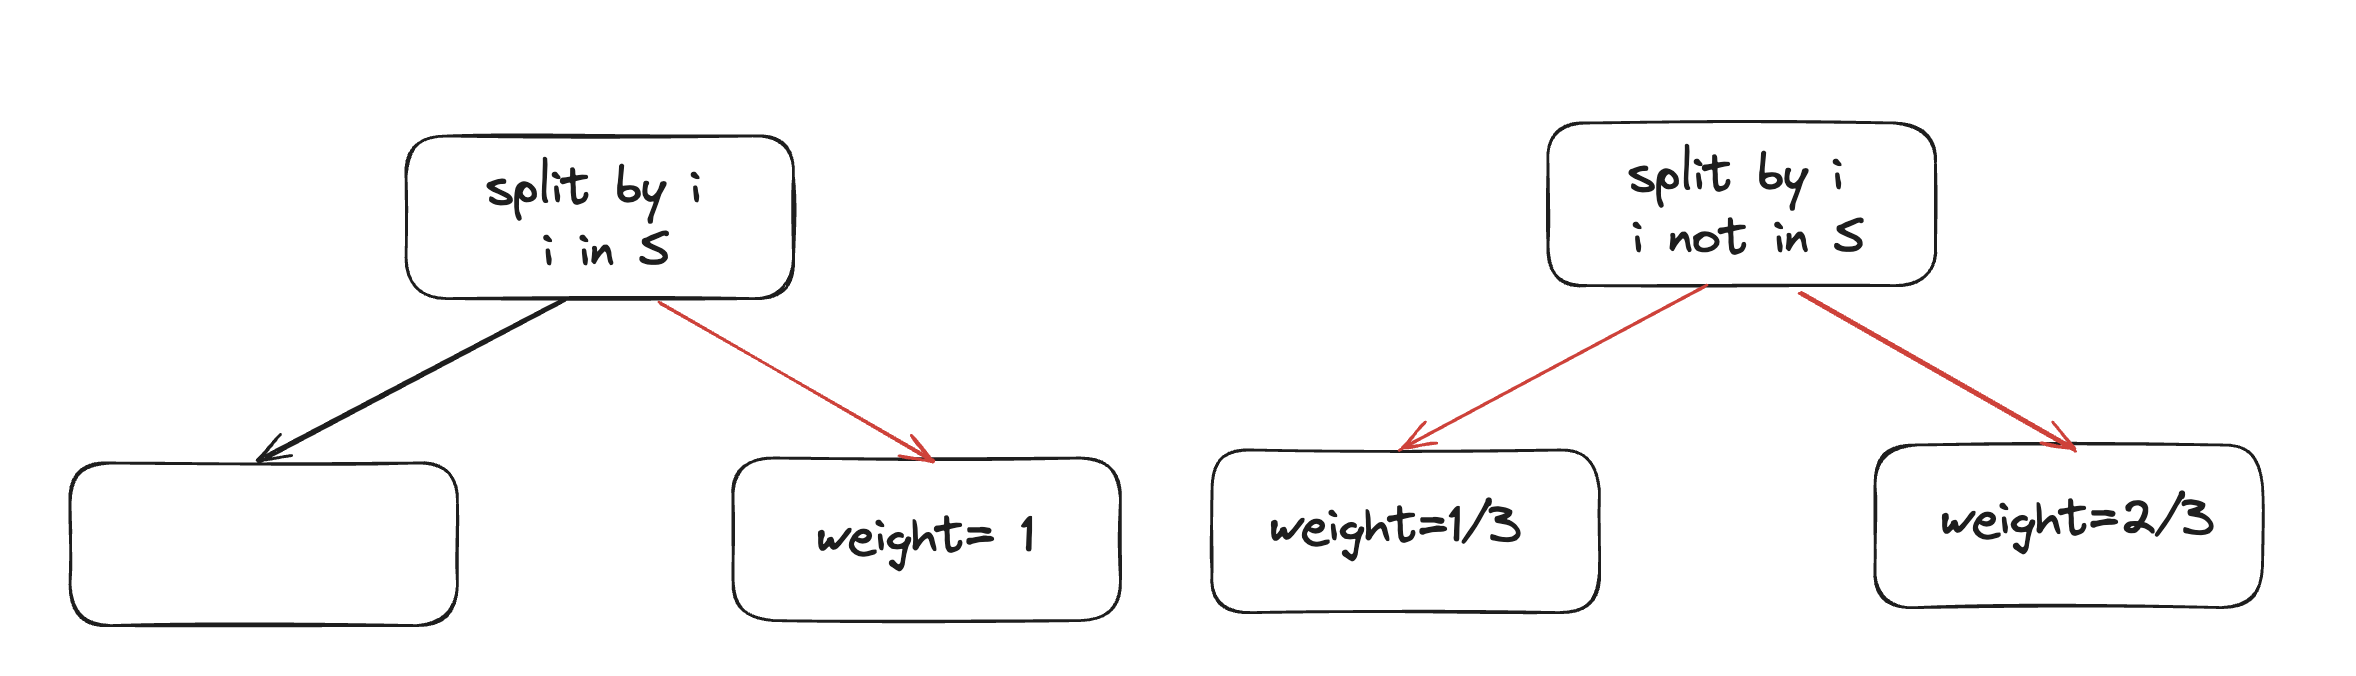 split by i
i in S
split by i
i not in S
weight= 1
weight=1/3
weight=2/3